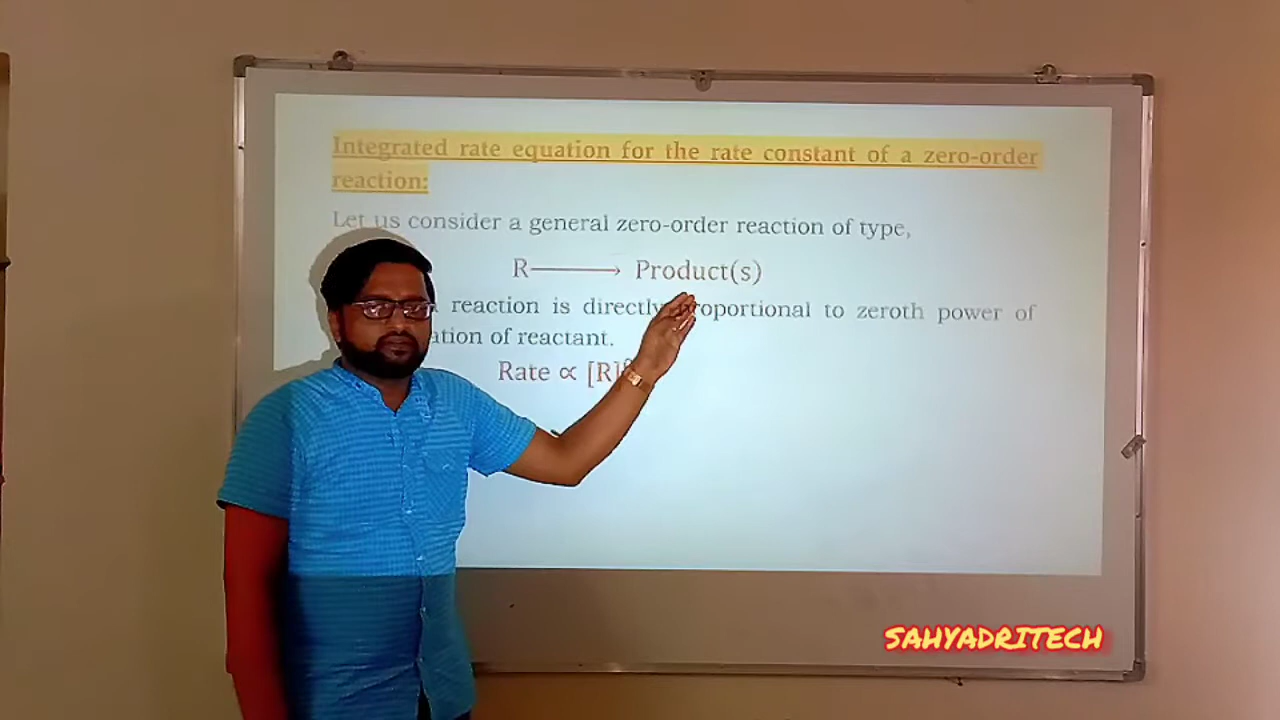 Integrated rate equation for the rate constant of a zero-order
reaction:
Let us consider a general zero-order reaction of type,
R ⟶ Product(s)
reaction is directly proportional to zeroth power of
of reactant.
Rate ∝ [R]⁰
SAHYADRITECH